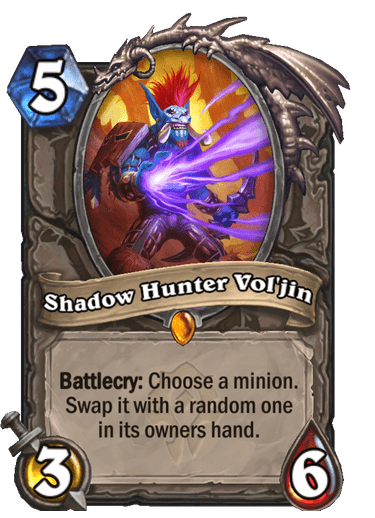 5
Shadow Hunter Vol'jin
Battlecry: Choose a minion.
Swap it with a random one
in its owners hand.
3
6